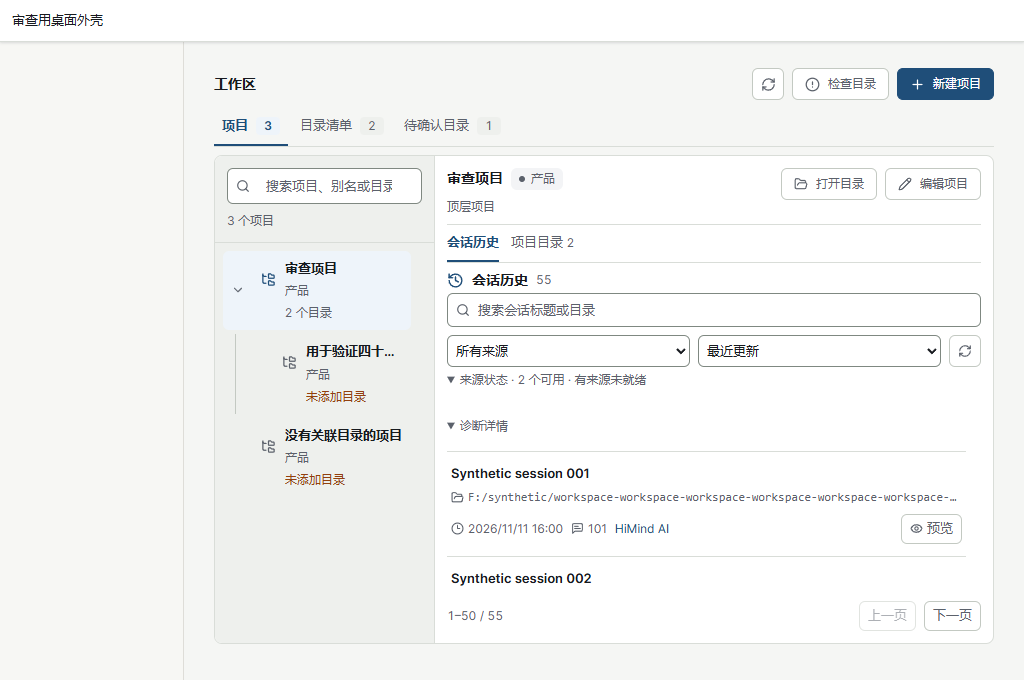 审查用桌面外壳
工作区
检查目录
新建项目
项目 3 目录清单 2 待确认目录 1
搜索项目、别名或目录
3 个项目
审查项目
产品
2 个目录
用于验证四十...
产品
未添加目录
没有关联目录的项目
产品
未添加目录
审查项目 产品
顶层项目
打开目录
编辑项目
会话历史 项目目录 2
会话历史 55
搜索会话标题或目录
所有来源
最近更新
▼ 来源状态 · 2 个可用 · 有来源未就绪
▼ 诊断详情
Synthetic session 001
F:/synthetic/workspace-workspace-workspace-workspace-workspace-workspace-…
2026/11/11 16:00 101 HiMind AI
预览
Synthetic session 002
1–50 / 55
上一页
下一页